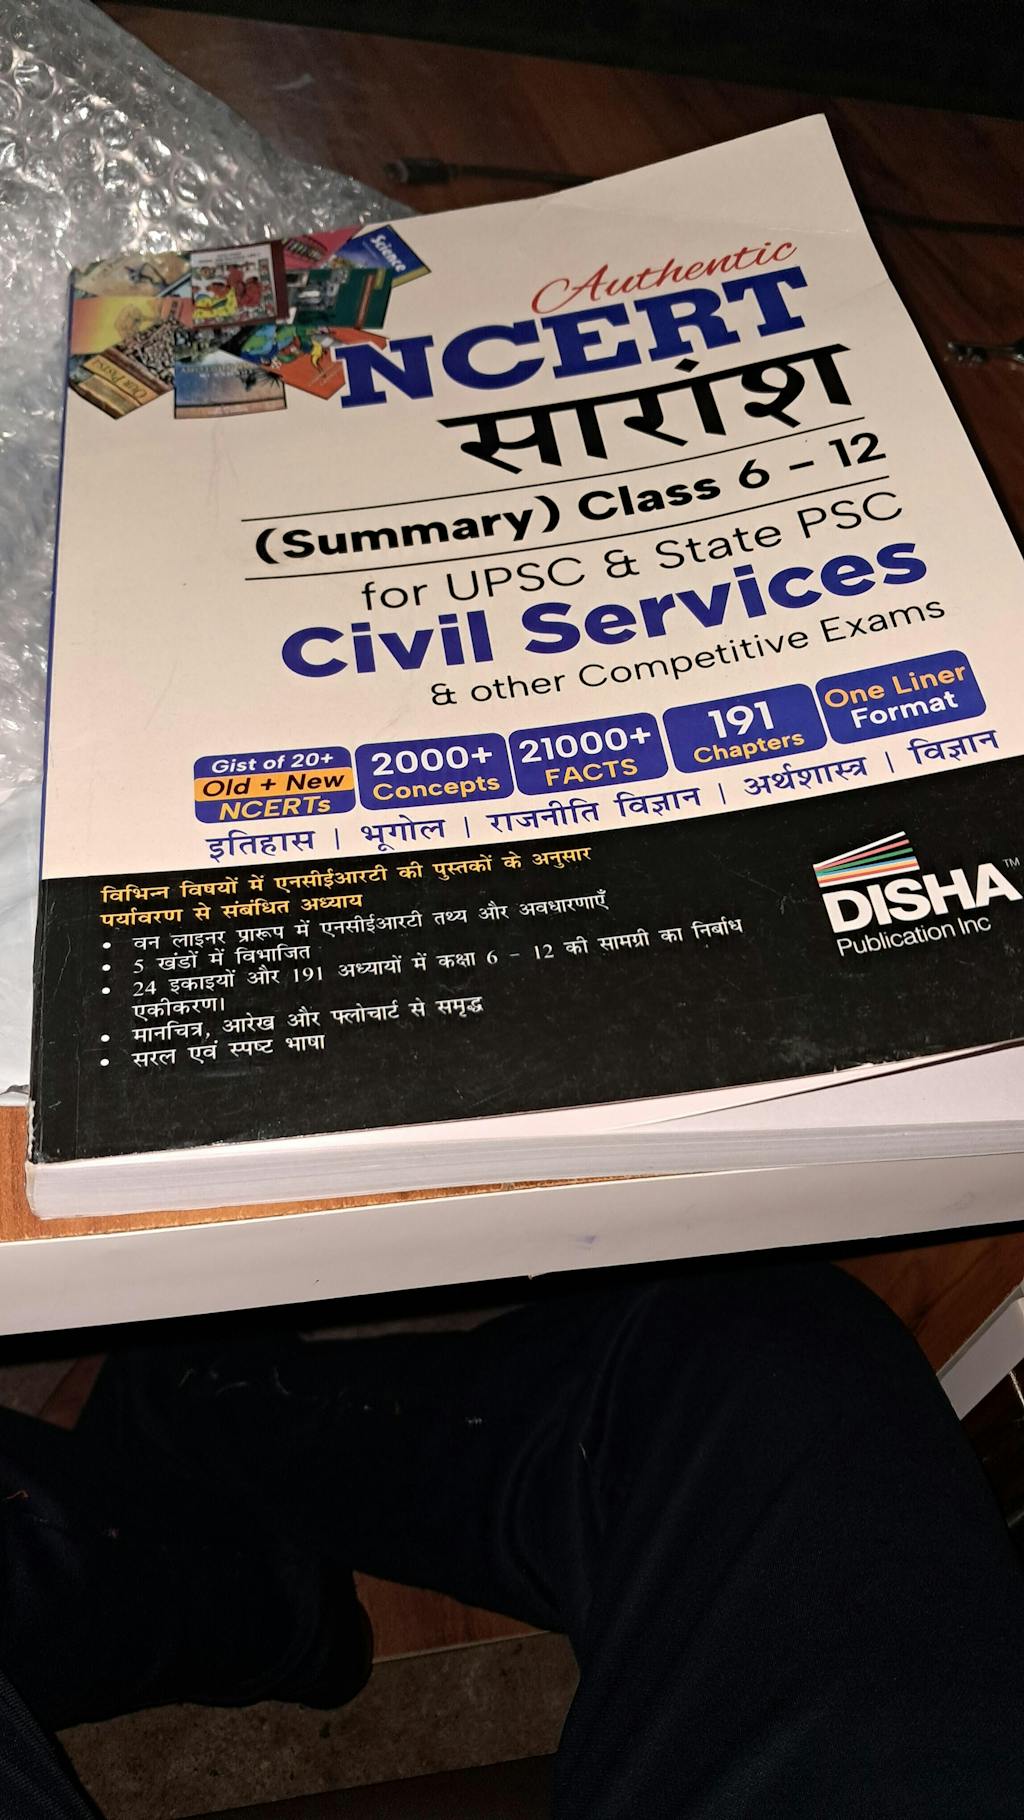 Science
Authentic
NCERT
सारांश
(Summary) Class 6 - 12
for UPSC & State PSC
Civil Services
& other Competitive Exams
Gist of 20+
Old + New
NCERTs
2000+
Concepts
21000+
FACTS
191
Chapters
One Liner
Format
इतिहास | भूगोल | राजनीति विज्ञान | अर्थशास्त्र | विज्ञान
विभिन्न विषयों में एनसीईआरटी की पुस्तकों के अनुसार
पर्यावरण से संबंधित अध्याय
• वन लाइनर प्रारूप में एनसीईआरटी तथ्य और अवधारणाएँ
• 5 खंडों में विभाजित
• 24 इकाइयों और 191 अध्यायों में कक्षा 6 - 12 की सामग्री का निर्बाध
एकीकरण।
• मानचित्र, आरेख और फ्लोचार्ट से समृद्ध
• सरल एवं स्पष्ट भाषा
DISHA™
Publication Inc